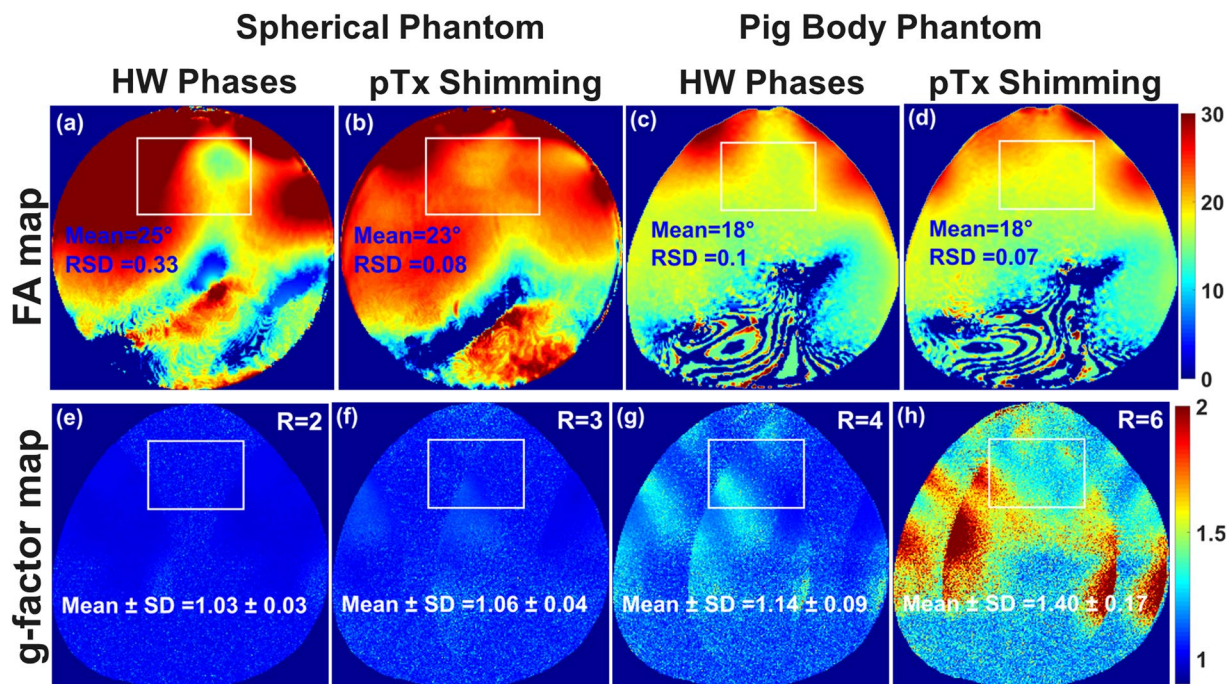 Spherical Phantom Pig Body Phantom
HW Phases pTx Shimming HW Phases pTx Shimming
FA map
(a) (b) (c) (d)
Mean=25° Mean=23° Mean=18° Mean=18°
RSD =0.33 RSD =0.08 RSD =0.1 RSD =0.07
30
20
10
0
g-factor map
(e) R=2 (f) R=3 (g) R=4 (h) R=6
Mean ± SD =1.03 ± 0.03 Mean ± SD =1.06 ± 0.04 Mean ± SD =1.14 ± 0.09 Mean ± SD =1.40 ± 0.17
2
1.5
1